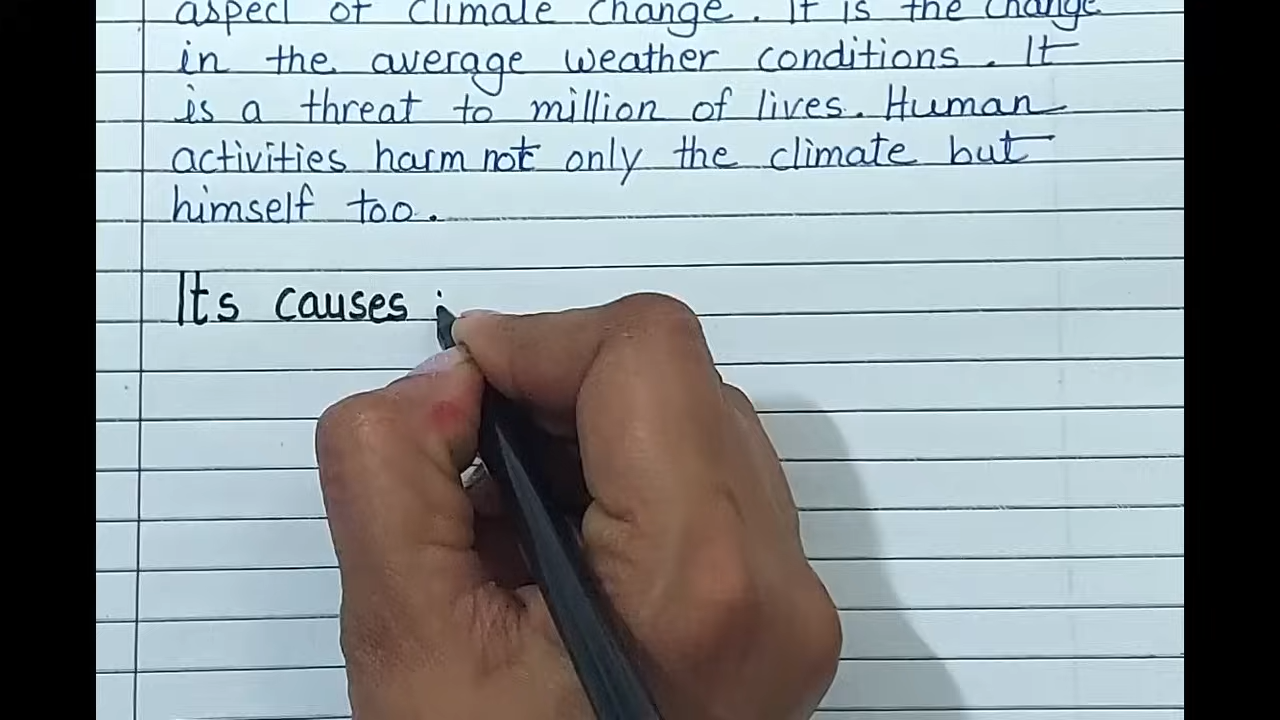 aspect of climate change. It is the change
in the average weather conditions. It
is a threat to million of lives. Human
activities harm not only the climate but
himself too.
Its causes